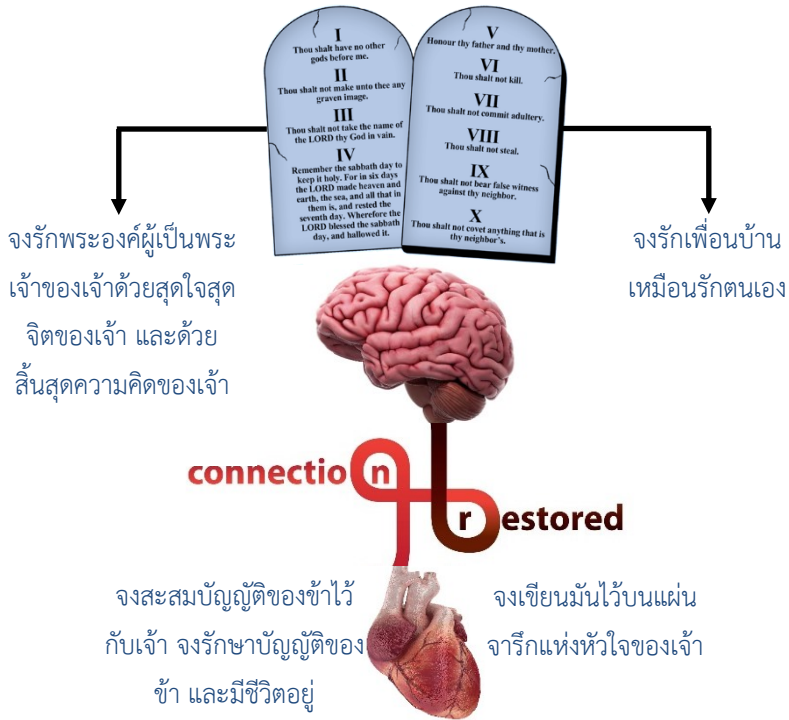 I
Thou shalt have no other
gods before me.
II
Thou shalt not make unto thee any
graven image.
III
Thou shalt not take the name of
the LORD thy God in vain.
IV
Remember the sabbath day to
keep it holy. For in six days
the LORD made heaven and
earth, the sea, and all that in
them is, and rested the
seventh day. Wherefore the
LORD blessed the sabbath
day, and hallowed it.
V
Honour thy father and thy mother.
VI
Thou shalt not kill.
VII
Thou shalt not commit adultery.
VIII
Thou shalt not steal.
IX
Thou shalt not bear false witness
against thy neighbor.
X
Thou shalt not covet anything that is
thy neighbor's.
จงรักพระองค์ผู้เป็นพระ
เจ้าของเจ้าด้วยสุดใจสุด
จิตของเจ้า และด้วย
สิ้นสุดความคิดของเจ้า
จงรักเพื่อนบ้าน
เหมือนรักตนเอง
connection
restored
จงสะสมบัญญัติของข้าไว้
กับเจ้า จงรักษาบัญญัติของ
ข้า และมีชีวิตอยู่
จงเขียนมันไว้บนแผ่น
จารึกแห่งหัวใจของเจ้า